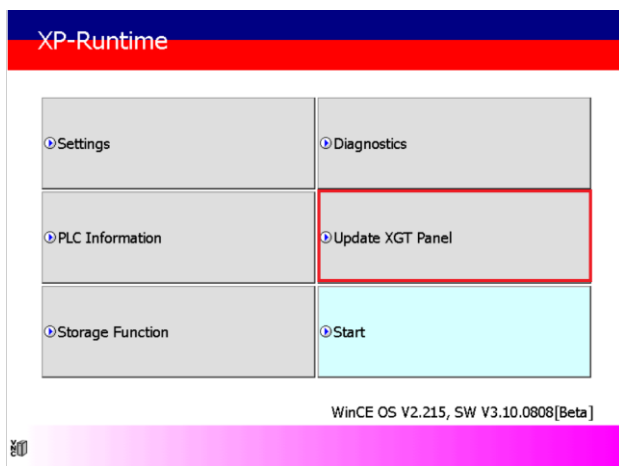 XP-Runtime
Settings
Diagnostics
PLC Information
Update XGT Panel
Storage Function
Start
WinCE OS V2.215, SW V3.10.0808[Beta]